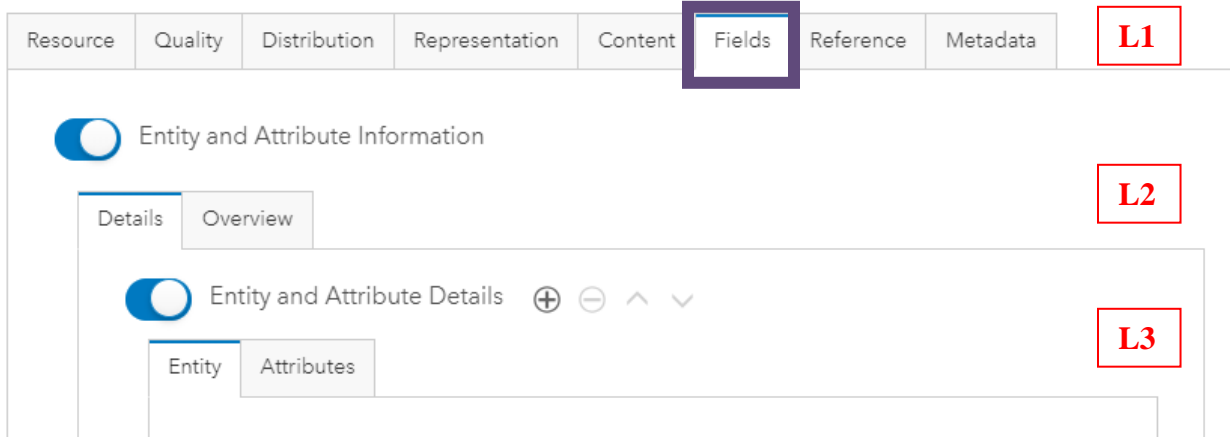 Resource Quality Distribution Representation Content Fields Reference Metadata L1
Entity and Attribute Information
L2
Details Overview
Entity and Attribute Details
L3
Entity Attributes